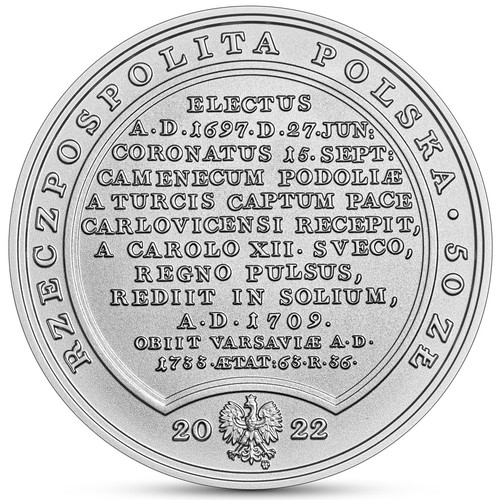 RZECZPOSPOLITA POLSKA · 50 ZŁ
ELECTUS
A.D.1697.D.27.JUN:
CORONATUS 15.SEPT:
CAMENECUM PODOLIÆ
A TURCIS CAPTUM PACE
CARLOVICENSI RECEPIT,
A CAROLO XII. SVECO,
REGNO PULSUS,
REDIIT IN SOLIUM,
A.D.1709.
OBIIT VARSAVIÆ A.D.
1733.ÆTAT:63.R.36.
20 22